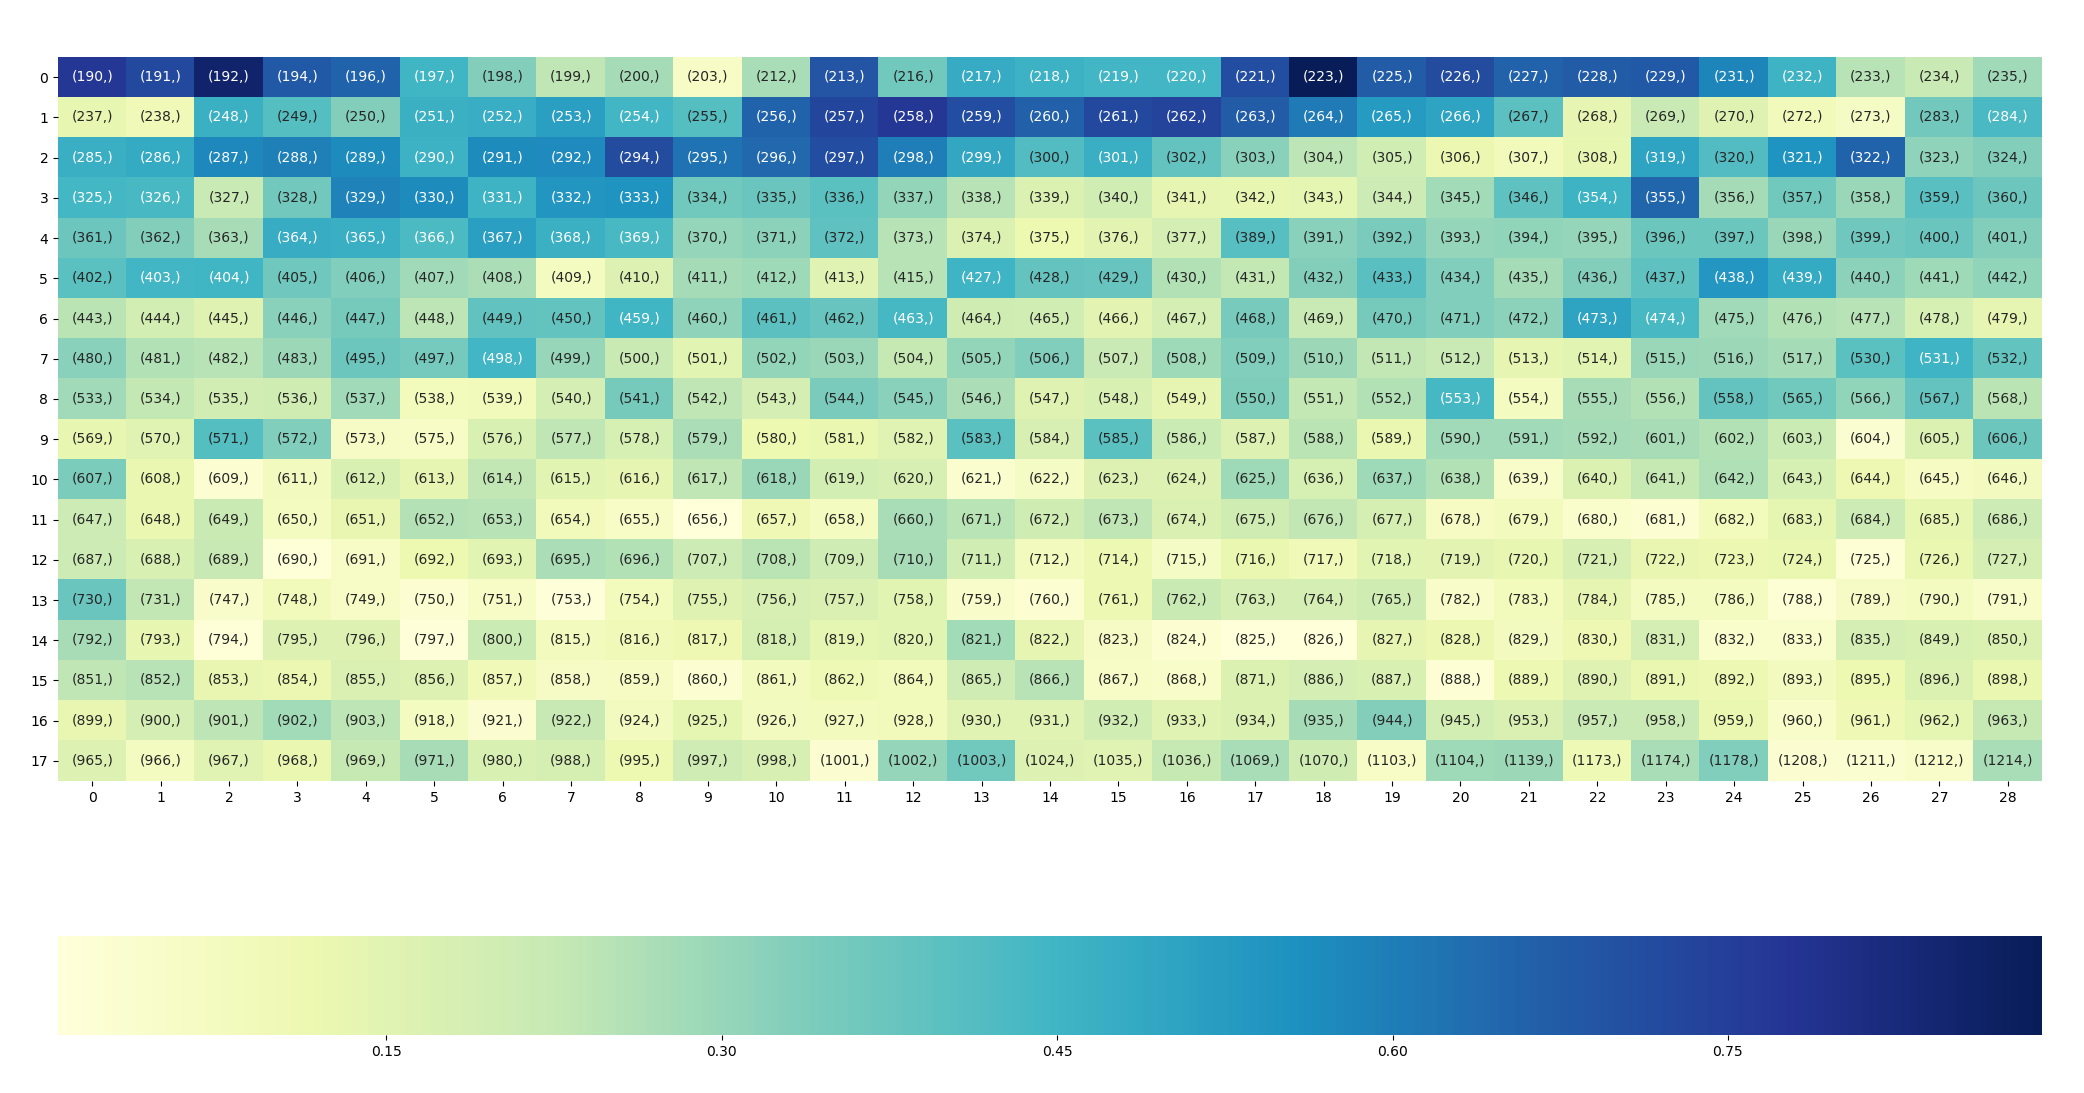 0 (190,) (191,) (192,) (194,) (196,) (197,) (198,) (199,) (200,) (203,) (212,) (213,) (216,) (217,) (218,) (219,) (220,) (221,) (223,) (225,) (226,) (227,) (228,) (229,) (231,) (232,) (233,) (234,) (235,)
1 (237,) (238,) (248,) (249,) (250,) (251,) (252,) (253,) (254,) (255,) (256,) (257,) (258,) (259,) (260,) (261,) (262,) (263,) (264,) (265,) (266,) (267,) (268,) (269,) (270,) (272,) (273,) (283,) (284,)
2 (285,) (286,) (287,) (288,) (289,) (290,) (291,) (292,) (294,) (295,) (296,) (297,) (298,) (299,) (300,) (301,) (302,) (303,) (304,) (305,) (306,) (307,) (308,) (319,) (320,) (321,) (322,) (323,) (324,)
3 (325,) (326,) (327,) (328,) (329,) (330,) (331,) (332,) (333,) (334,) (335,) (336,) (337,) (338,) (339,) (340,) (341,) (342,) (343,) (344,) (345,) (346,) (354,) (355,) (356,) (357,) (358,) (359,) (360,)
4 (361,) (362,) (363,) (364,) (365,) (366,) (367,) (368,) (369,) (370,) (371,) (372,) (373,) (374,) (375,) (376,) (377,) (389,) (391,) (392,) (393,) (394,) (395,) (396,) (397,) (398,) (399,) (400,) (401,)
5 (402,) (403,) (404,) (405,) (406,) (407,) (408,) (409,) (410,) (411,) (412,) (413,) (415,) (427,) (428,) (429,) (430,) (431,) (432,) (433,) (434,) (435,) (436,) (437,) (438,) (439,) (440,) (441,) (442,)
6 (443,) (444,) (445,) (446,) (447,) (448,) (449,) (450,) (459,) (460,) (461,) (462,) (463,) (464,) (465,) (466,) (467,) (468,) (469,) (470,) (471,) (472,) (473,) (474,) (475,) (476,) (477,) (478,) (479,)
7 (480,) (481,) (482,) (483,) (495,) (497,) (498,) (499,) (500,) (501,) (502,) (503,) (504,) (505,) (506,) (507,) (508,) (509,) (510,) (511,) (512,) (513,) (514,) (515,) (516,) (517,) (530,) (531,) (532,)
8 (533,) (534,) (535,) (536,) (537,) (538,) (539,) (540,) (541,) (542,) (543,) (544,) (545,) (546,) (547,) (548,) (549,) (550,) (551,) (552,) (553,) (554,) (555,) (556,) (558,) (565,) (566,) (567,) (568,)
9 (569,) (570,) (571,) (572,) (573,) (575,) (576,) (577,) (578,) (579,) (580,) (581,) (582,) (583,) (584,) (585,) (586,) (587,) (588,) (589,) (590,) (591,) (592,) (601,) (602,) (603,) (604,) (605,) (606,)
10 (607,) (608,) (609,) (611,) (612,) (613,) (614,) (615,) (616,) (617,) (618,) (619,) (620,) (621,) (622,) (623,) (624,) (625,) (636,) (637,) (638,) (639,) (640,) (641,) (642,) (643,) (644,) (645,) (646,)
11 (647,) (648,) (649,) (650,) (651,) (652,) (653,) (654,) (655,) (656,) (657,) (658,) (660,) (671,) (672,) (673,) (674,) (675,) (676,) (677,) (678,) (679,) (680,) (681,) (682,) (683,) (684,) (685,) (686,)
12 (687,) (688,) (689,) (690,) (691,) (692,) (693,) (695,) (696,) (707,) (708,) (709,) (710,) (711,) (712,) (714,) (715,) (716,) (717,) (718,) (719,) (720,) (721,) (722,) (723,) (724,) (725,) (726,) (727,)
13 (730,) (731,) (747,) (748,) (749,) (750,) (751,) (753,) (754,) (755,) (756,) (757,) (758,) (759,) (760,) (761,) (762,) (763,) (764,) (765,) (782,) (783,) (784,) (785,) (786,) (788,) (789,) (790,) (791,)
14 (792,) (793,) (794,) (795,) (796,) (797,) (800,) (815,) (816,) (817,) (818,) (819,) (820,) (821,) (822,) (823,) (824,) (825,) (826,) (827,) (828,) (829,) (830,) (831,) (832,) (833,) (835,) (849,) (850,)
15 (851,) (852,) (853,) (854,) (855,) (856,) (857,) (858,) (859,) (860,) (861,) (862,) (864,) (865,) (866,) (867,) (868,) (871,) (886,) (887,) (888,) (889,) (890,) (891,) (892,) (893,) (895,) (896,) (898,)
16 (899,) (900,) (901,) (902,) (903,) (918,) (921,) (922,) (924,) (925,) (926,) (927,) (928,) (930,) (931,) (932,) (933,) (934,) (935,) (944,) (945,) (953,) (957,) (958,) (959,) (960,) (961,) (962,) (963,)
17 (965,) (966,) (967,) (968,) (969,) (971,) (980,) (988,) (995,) (997,) (998,) (1001,) (1002,) (1003,) (1024,) (1035,) (1036,) (1069,) (1070,) (1103,) (1104,) (1139,) (1173,) (1174,) (1178,) (1208,) (1211,) (1212,) (1214,)
0 1 2 3 4 5 6 7 8 9 10 11 12 13 14 15 16 17 18 19 20 21 22 23 24 25 26 27 28
0.15 0.30 0.45 0.60 0.75